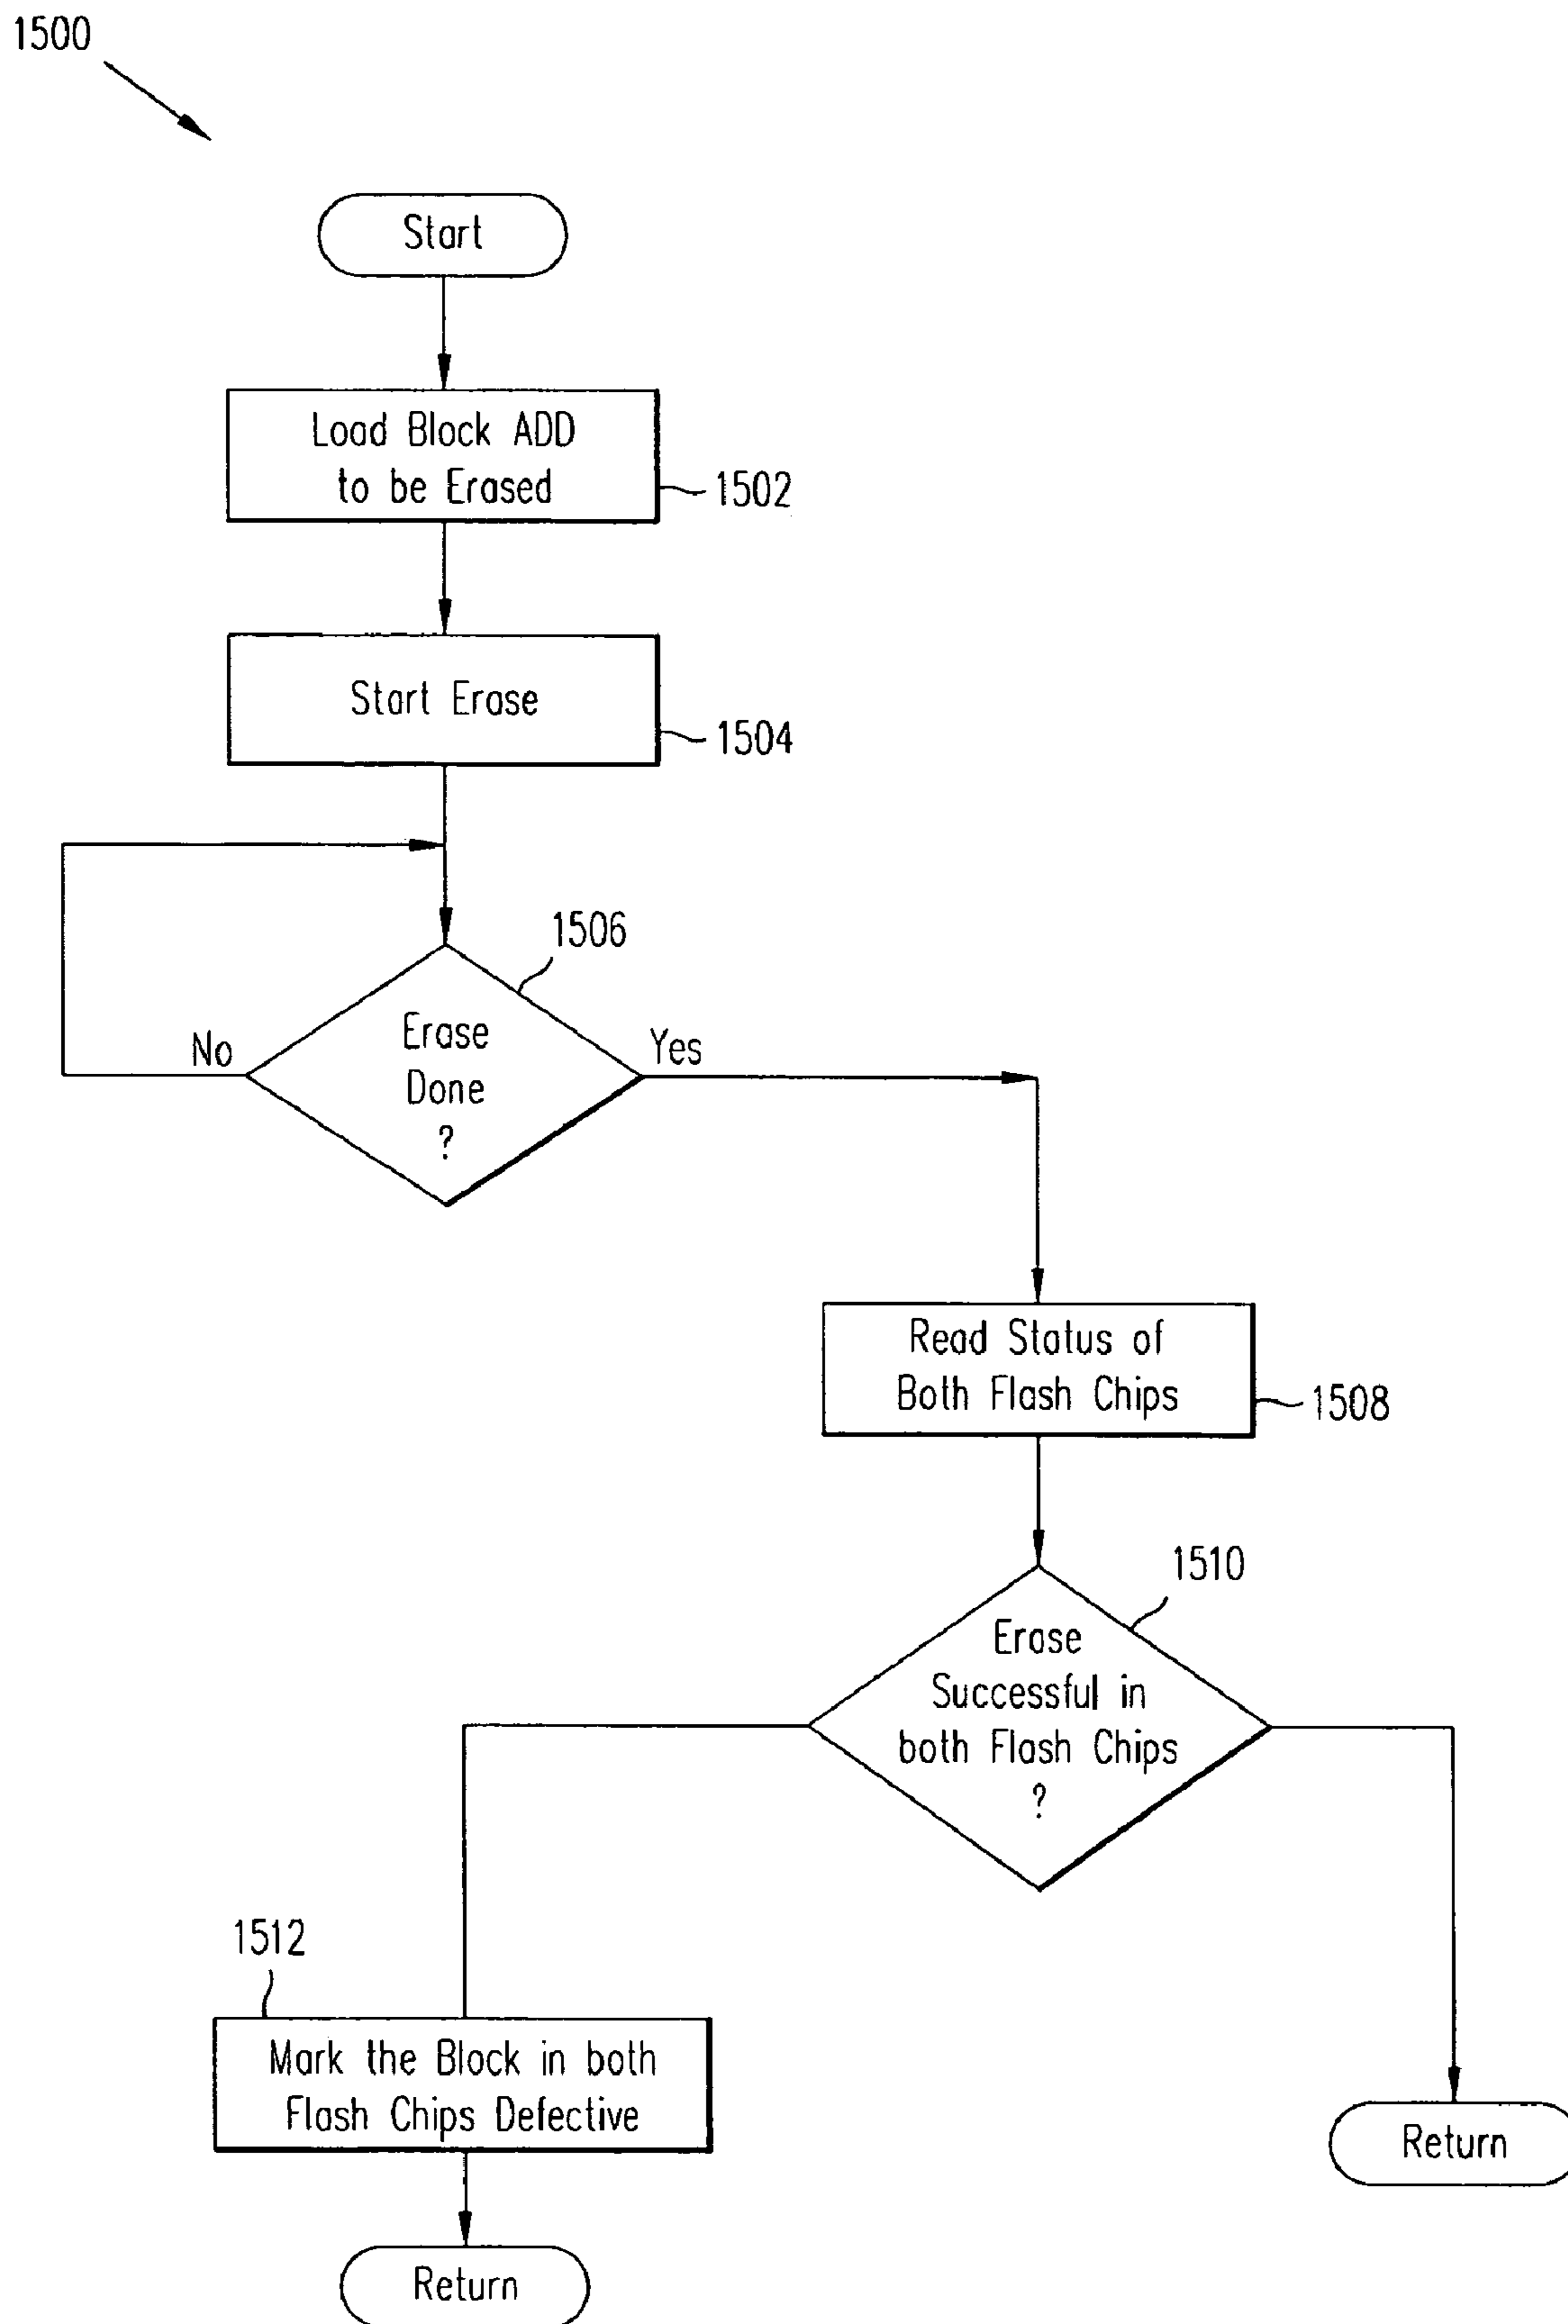 1500
Start
Load Block ADD
to be Erased
1502
Start Erase
1504
1506
Erase
Done
?
No
Yes
Read Status of
Both Flash Chips
1508
1510
Erase
Successful in
both Flash Chips
?
1512
Mark the Block in both
Flash Chips Defective
Return
Return